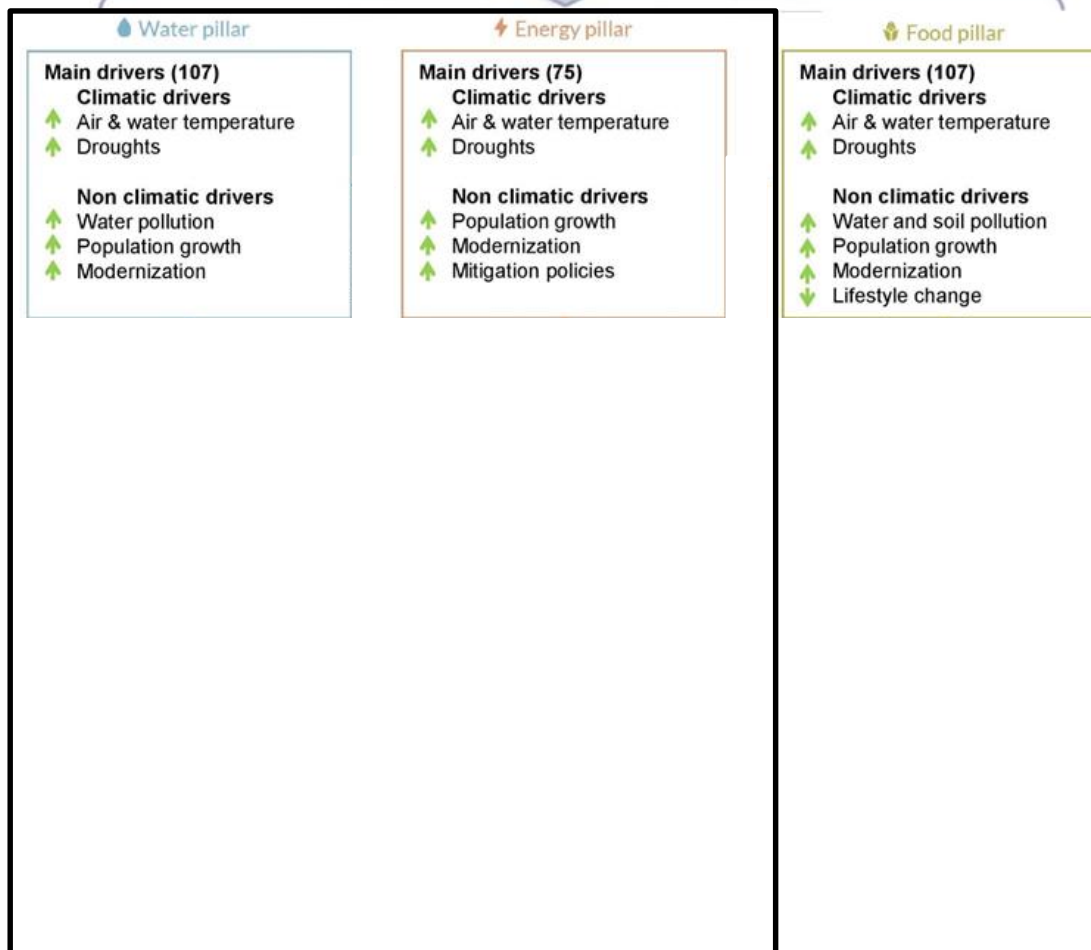 Water pillar
Main drivers (107)
Climatic drivers
Air & water temperature
Droughts
Non climatic drivers
Water pollution
Population growth
Modernization
Energy pillar
Main drivers (75)
Climatic drivers
Air & water temperature
Droughts
Non climatic drivers
Population growth
Modernization
Mitigation policies
Food pillar
Main drivers (107)
Climatic drivers
Air & water temperature
Droughts
Non climatic drivers
Water and soil pollution
Population growth
Modernization
Lifestyle change